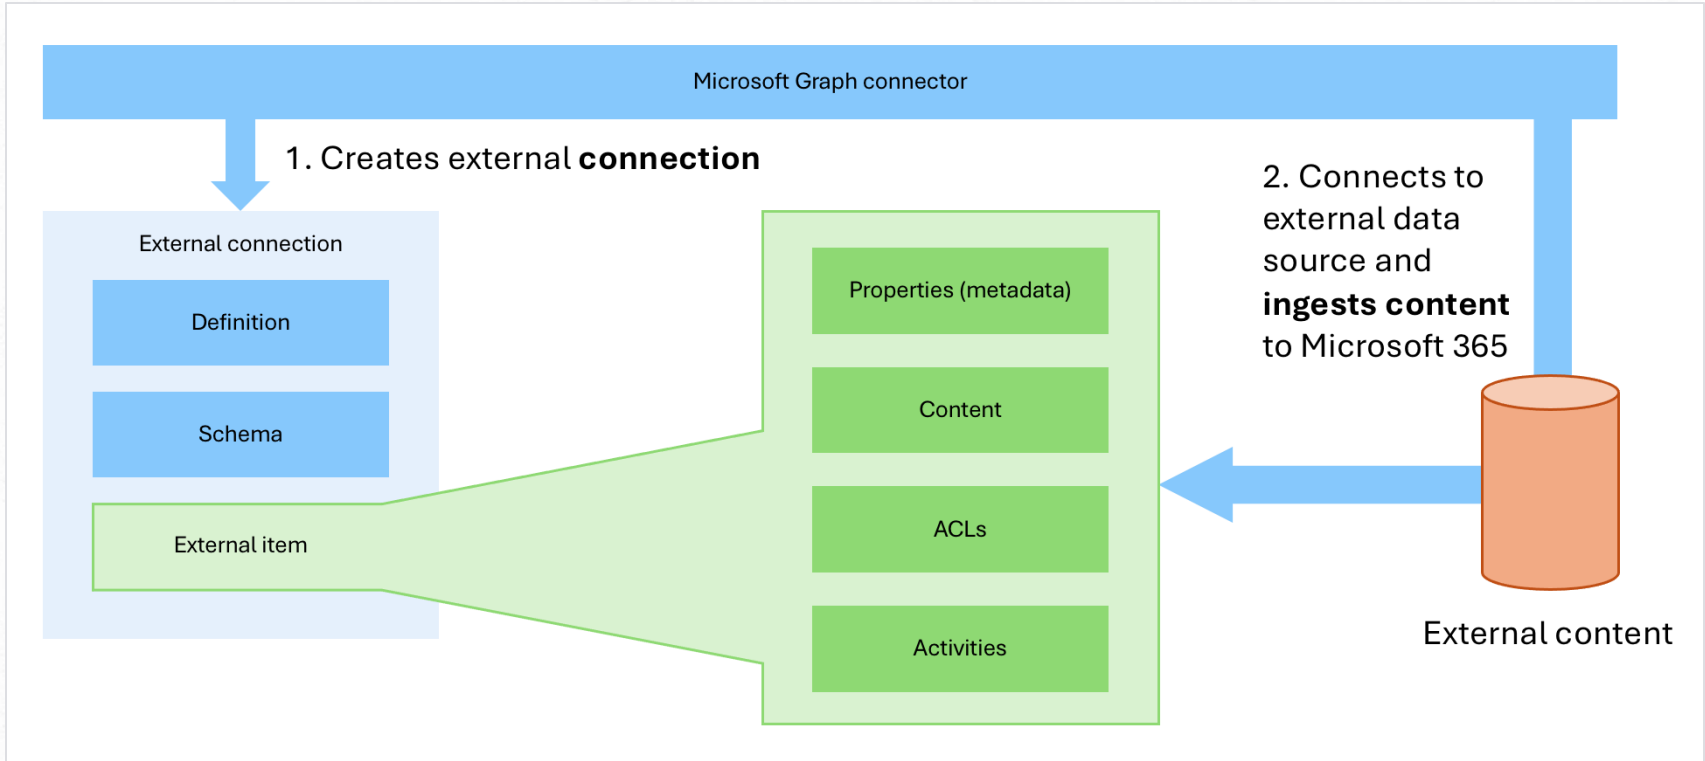 Microsoft Graph connector
1. Creates external connection
2. Connects to
external data
source and
ingests content
to Microsoft 365
External connection
Definition
Schema
External item
Properties (metadata)
Content
ACLs
Activities
External content